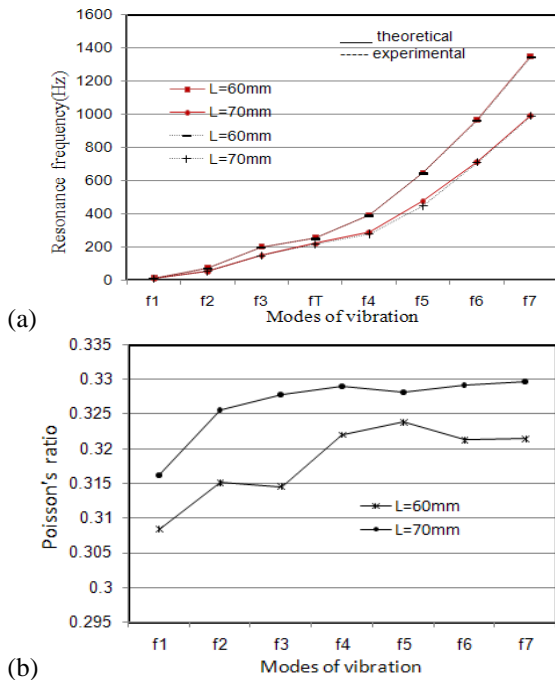 1600
1400
1200
1000
800
600
400
200
0
Resonance frequency(Hz)
theoretical
experimental
L=60mm
L=70mm
L=60mm
L=70mm
f1 f2 f3 fT f4 f5 f6 f7
Modes of vibration
(a)
0.335
0.33
0.325
0.32
0.315
0.31
0.305
0.3
0.295
Poisson's ratio
L=60mm
L=70mm
f1 f2 f3 f4 f5 f6 f7
Modes of vibration
(b)